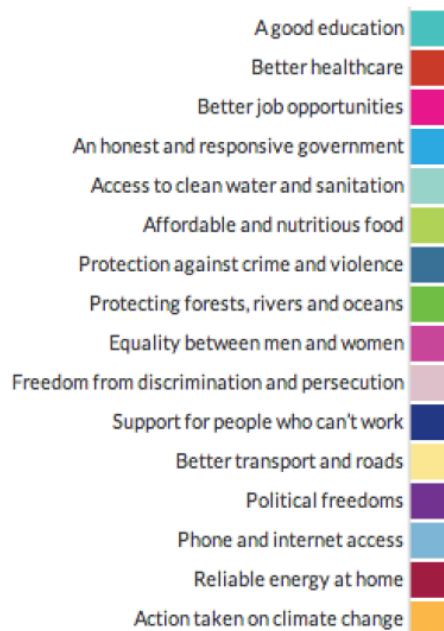 A good education
Better healthcare
Better job opportunities
An honest and responsive government
Access to clean water and sanitation
Affordable and nutritious food
Protection against crime and violence
Protecting forests, rivers and oceans
Equality between men and women
Freedom from discrimination and persecution
Support for people who can't work
Better transport and roads
Political freedoms
Phone and internet access
Reliable energy at home
Action taken on climate change